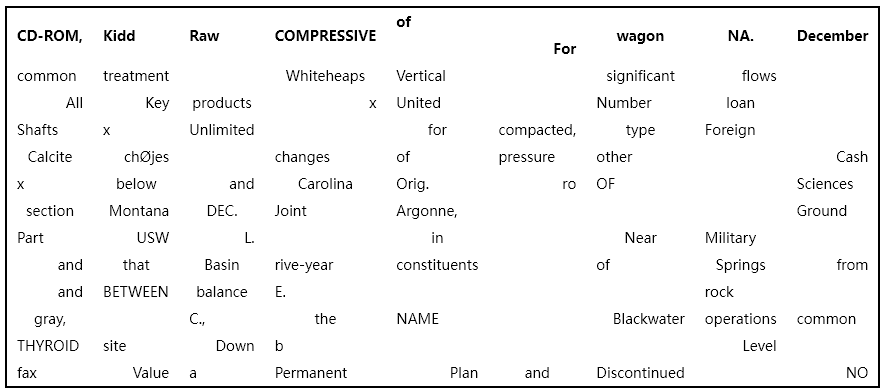 CD-ROM, Kidd Raw COMPRESSIVE of For wagon NA. December
common treatment Whiteheaps Vertical significant flows
All Key products x United Number loan
Shafts x Unlimited for compacted, type Foreign
Calcite chØjes changes of pressure other Cash
x below and Carolina Orig. ro OF Sciences
section Montana DEC. Joint Argonne, Ground
Part USW L. in Near Military
and that Basin rive-year constituents of Springs from
and BETWEEN balance E. rock
gray, C., the NAME Blackwater operations common
THYROID site Down b Level
fax Value a Permanent Plan and Discontinued NO